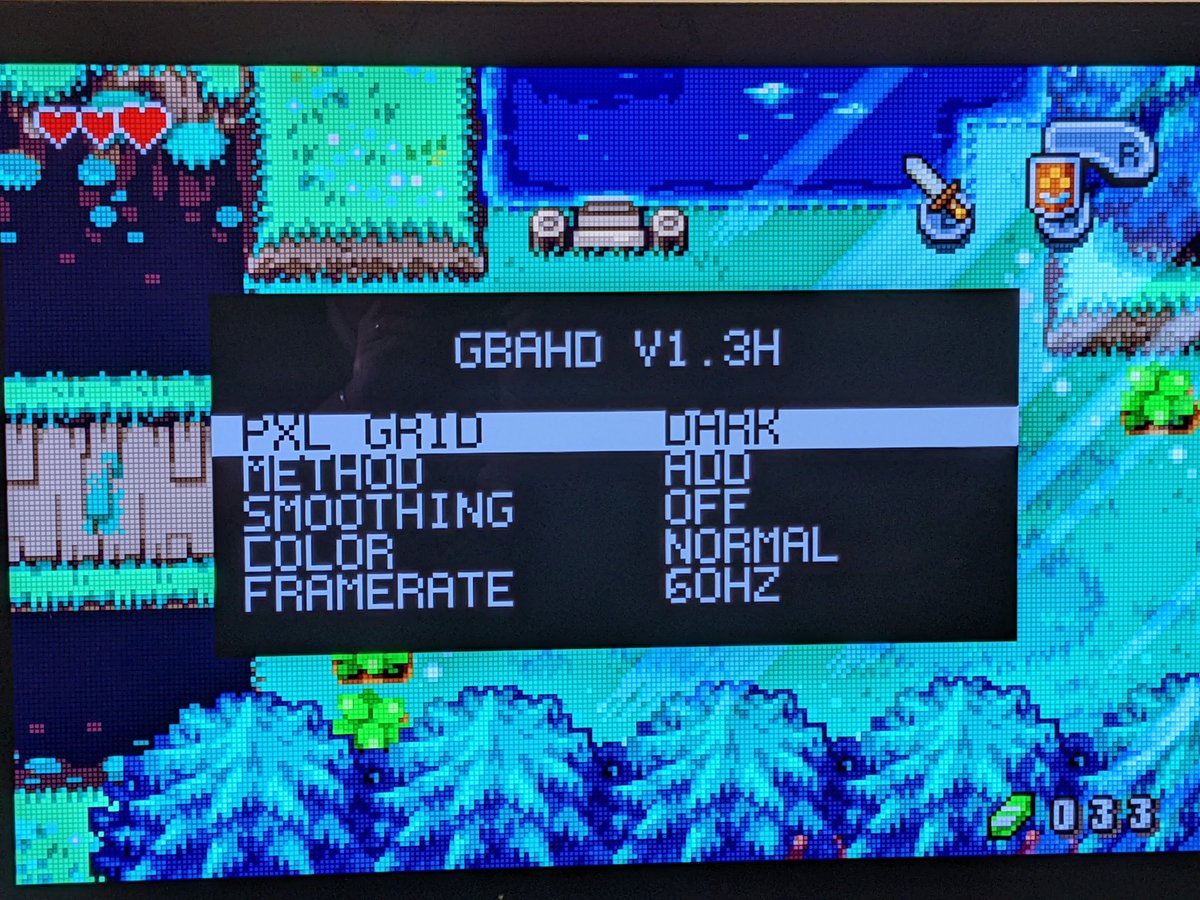 R
GBAHD V1.3H
PXL GRID DARK
METHOD ADD
SMOOTHING OFF
COLOR NORMAL
FRAMERATE 60HZ
033